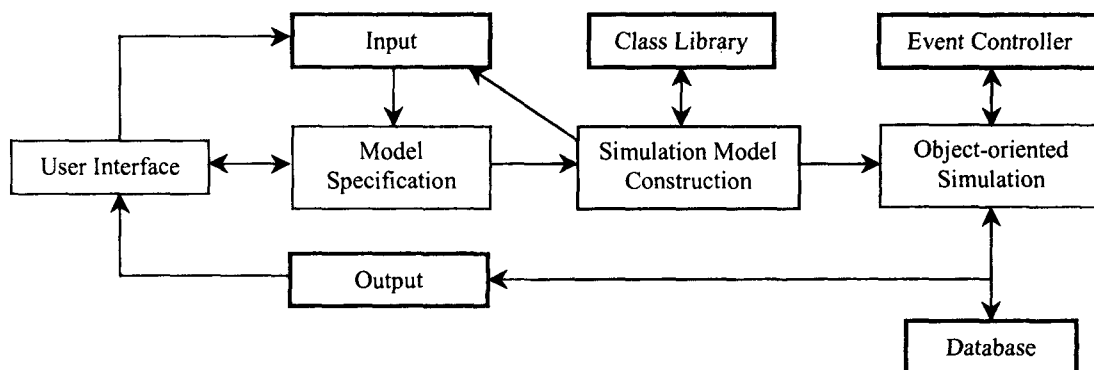 Input
Class Library
Event Controller
User Interface
Model
Specification
Simulation Model
Construction
Object-oriented
Simulation
Output
Database